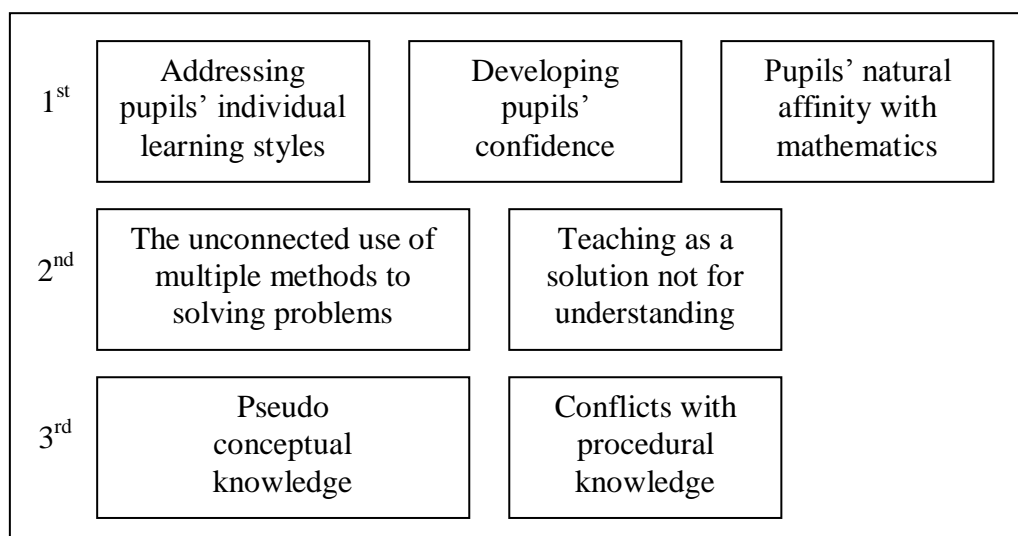 1st
Addressing
pupils' individual
learning styles
Developing
pupils'
confidence
Pupils' natural
affinity with
mathematics
2nd
The unconnected use of
multiple methods to
solving problems
Teaching as a
solution not for
understanding
3rd
Pseudo
conceptual
knowledge
Conflicts with
procedural
knowledge